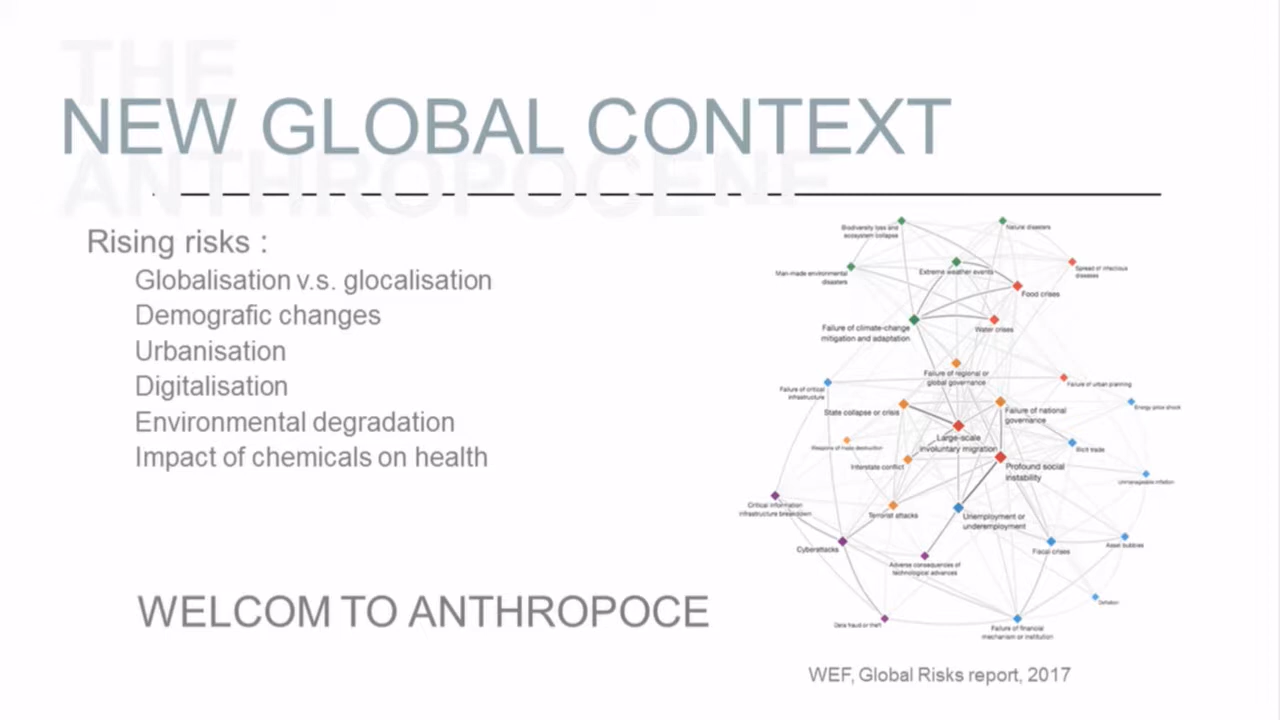 THE
NEW GLOBAL CONTEXT
ANTHROPOCENE
Rising risks :
Globalisation v.s. glocalisation
Demografic changes
Urbanisation
Digitalisation
Environmental degradation
Impact of chemicals on health
WELCOM TO ANTHROPOCE
Biodiversity loss and
ecosystem collapse
Natural disasters
Man-made environmental
disasters
Extreme weather events
Spread of infectious
diseases
Food crises
Failure of climate-change
mitigation and adaptation
Water crises
Failure of regional or
global governance
Failure of critical
infrastructure
Failure of urban planning
State collapse or crisis
Failure of national
governance
Energy price shock
Large-scale
involuntary migration
Weapons of mass destruction
Illicit trade
Interstate conflict
Profound social
instability
Unmanageable inflation
Critical information
infrastructure breakdown
Terrorist attacks
Unemployment or
underemployment
Cyberattacks
Fiscal crises
Asset bubbles
Adverse consequences of
technological advances
Deflation
Data fraud or theft
Failure of financial
mechanism or institution
WEF, Global Risks report, 2017